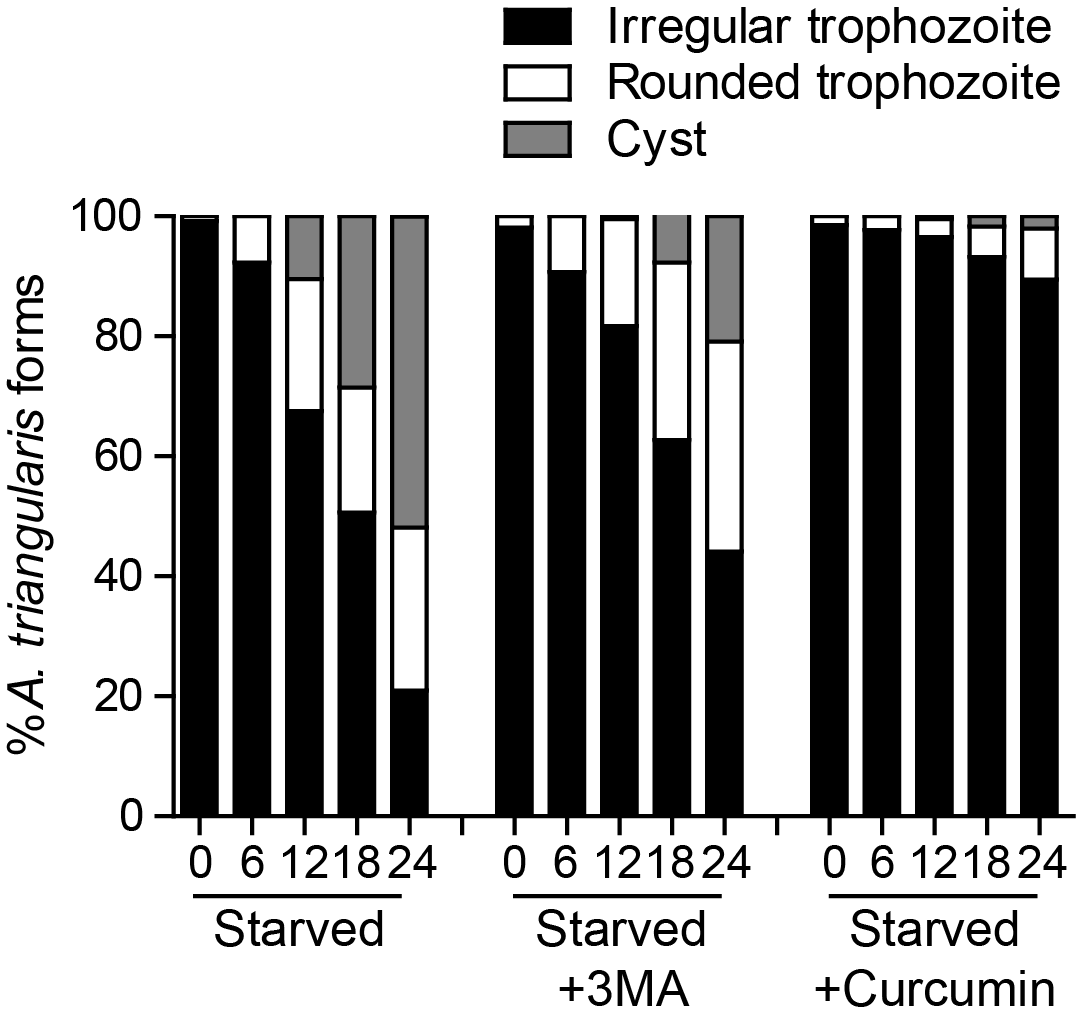 Irregular trophozoite
Rounded trophozoite
Cyst
% A. triangularis forms
100
80
60
40
20
0
0 6 12 18 24 0 6 12 18 24 0 6 12 18 24
Starved Starved Starved
+3MA +Curcumin